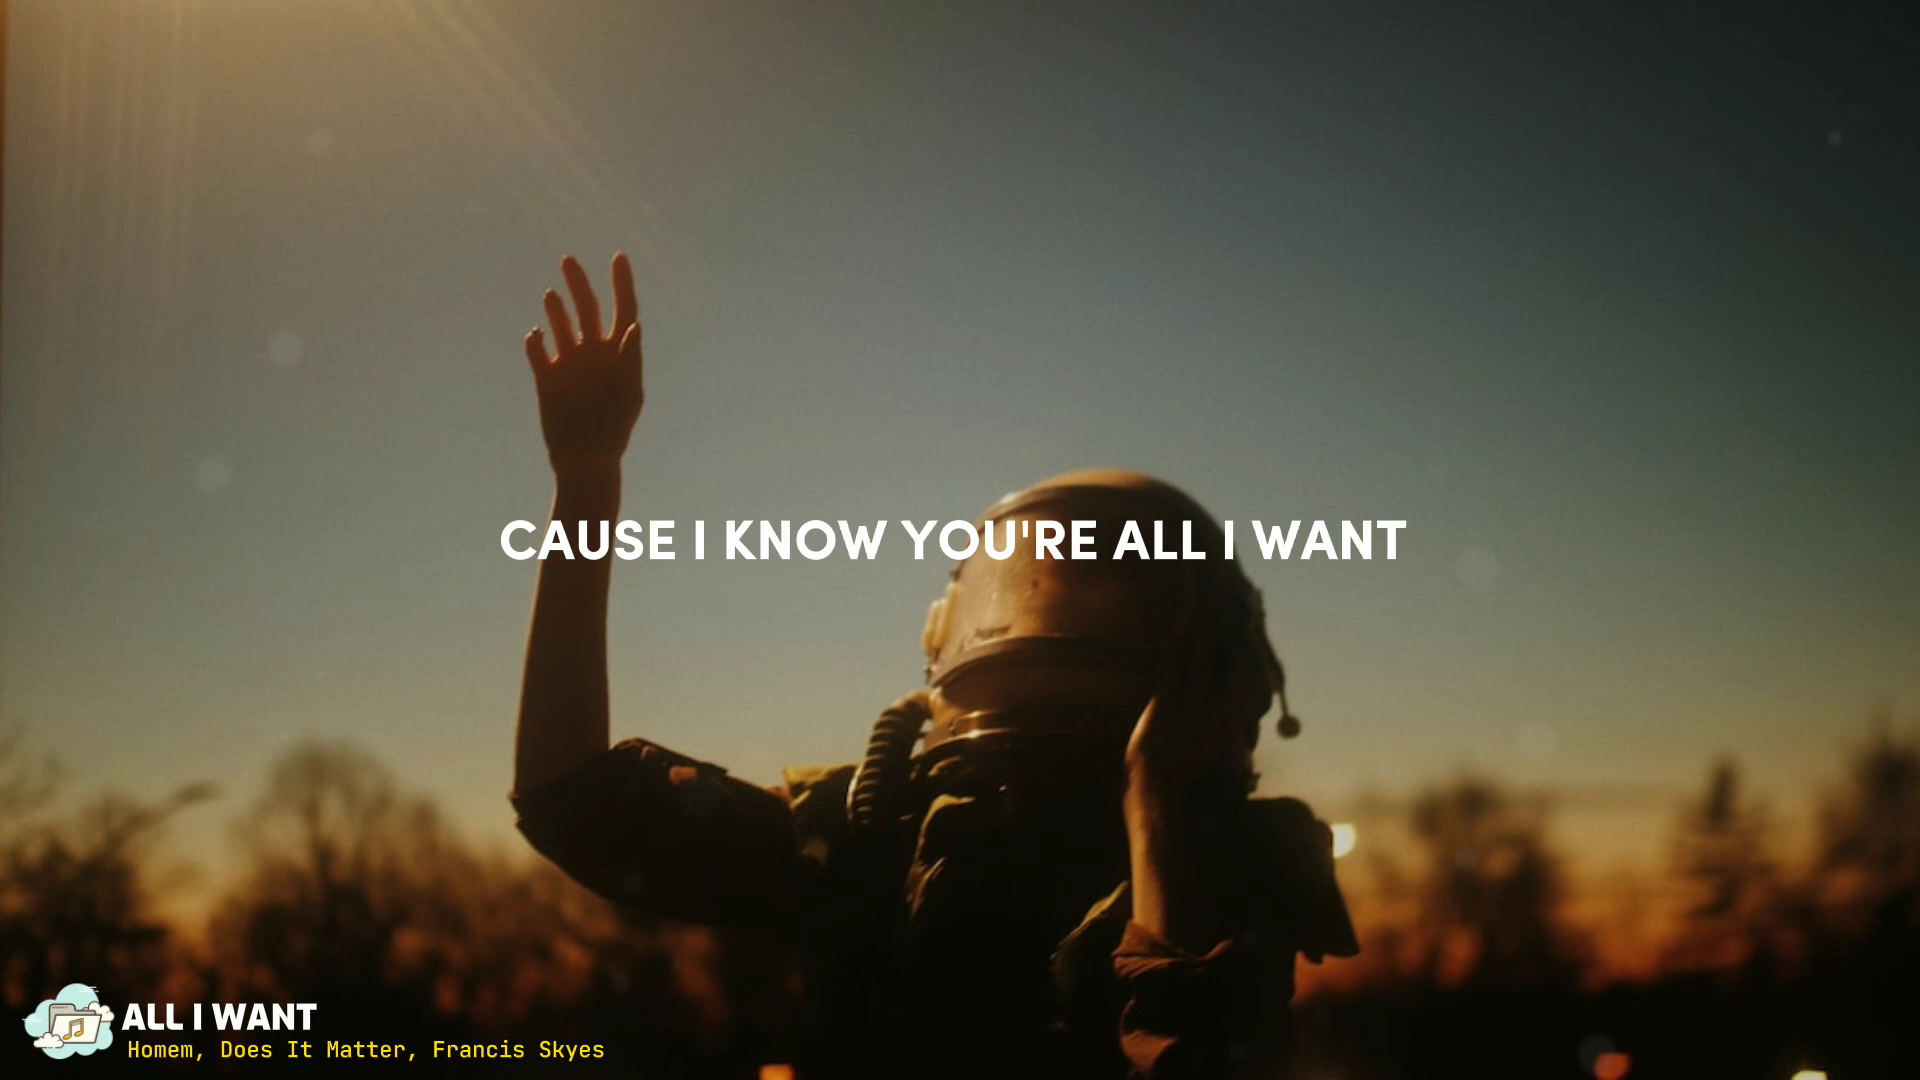 CAUSE I KNOW YOU'RE ALL I WANT
ALL I WANT
Homem, Does It Matter, Francis Skyes